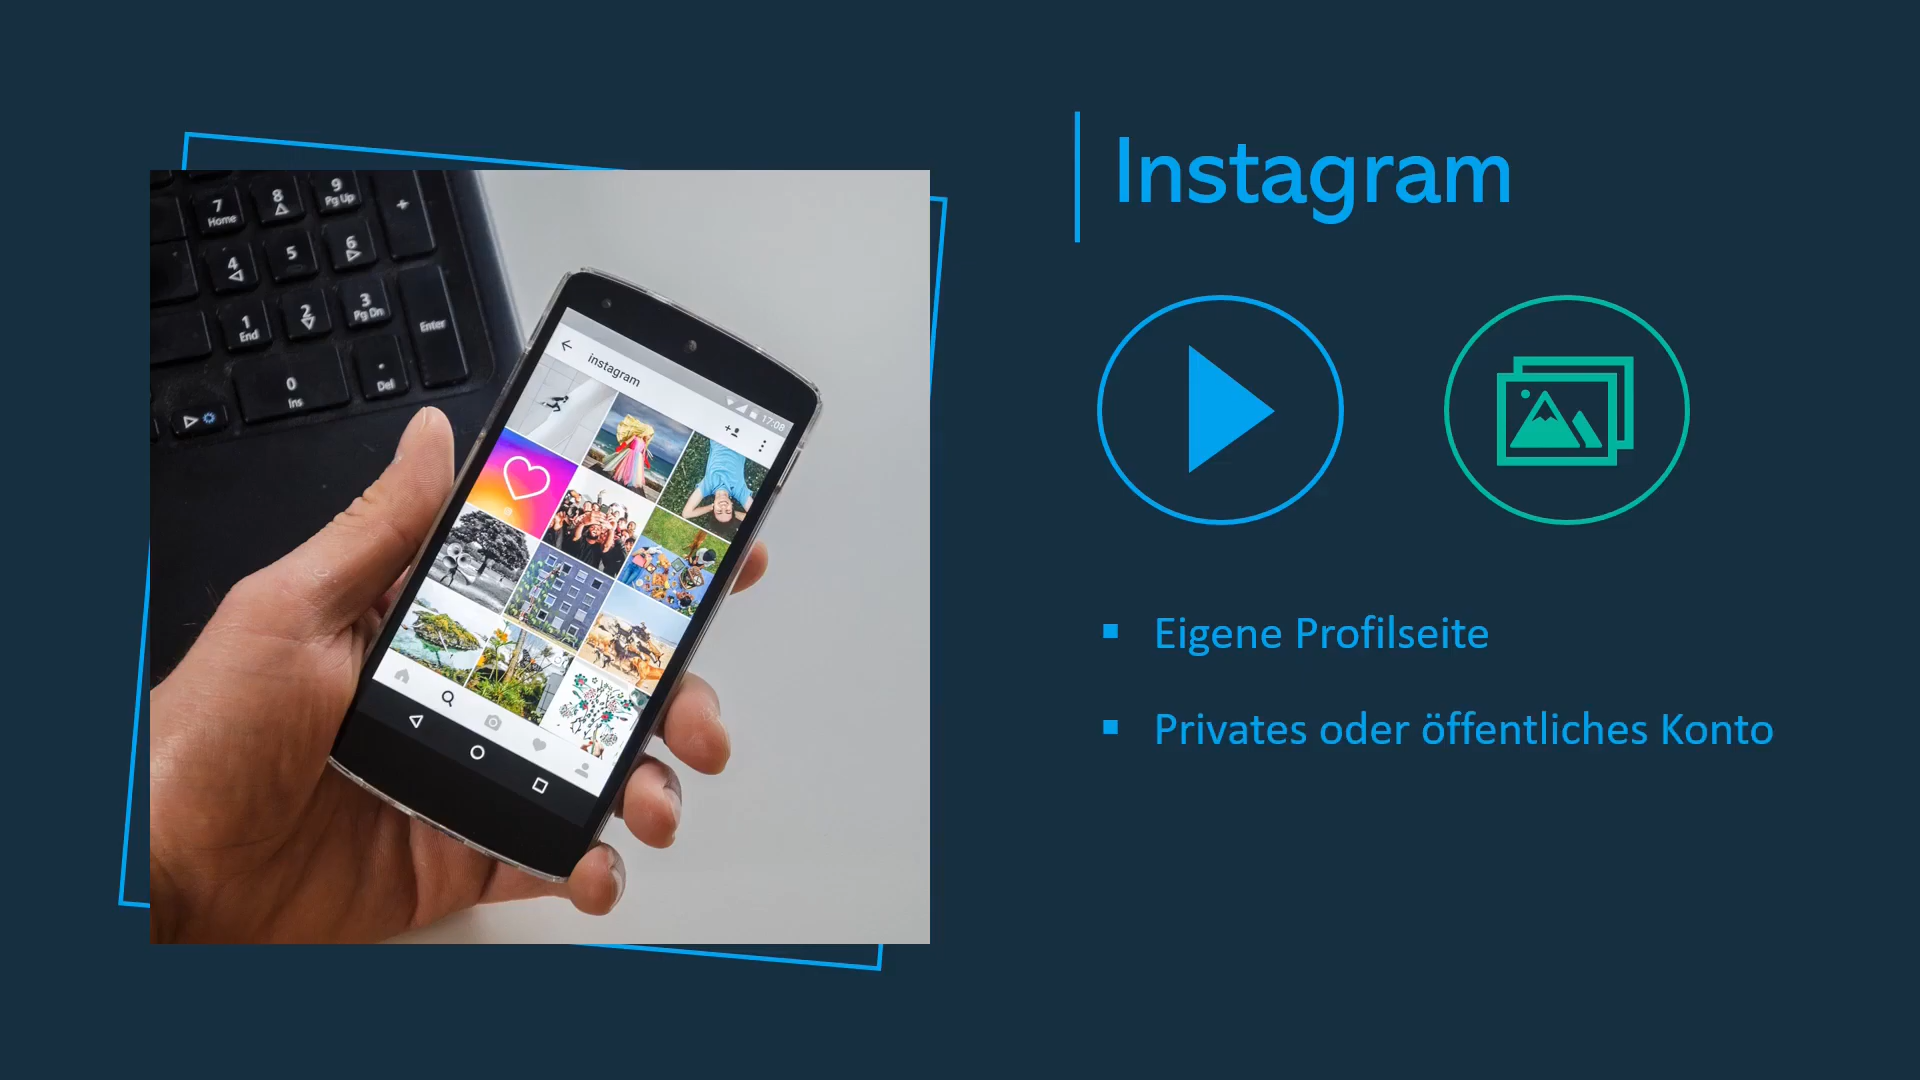 Instagram
Eigene Profilseite
Privates oder öffentliches Konto
7
Home
8
9
Pg Up
+
4
5
6
1
End
2
3
Pg Dn
Enter
0
Ins
.
Del
instagram
17:08